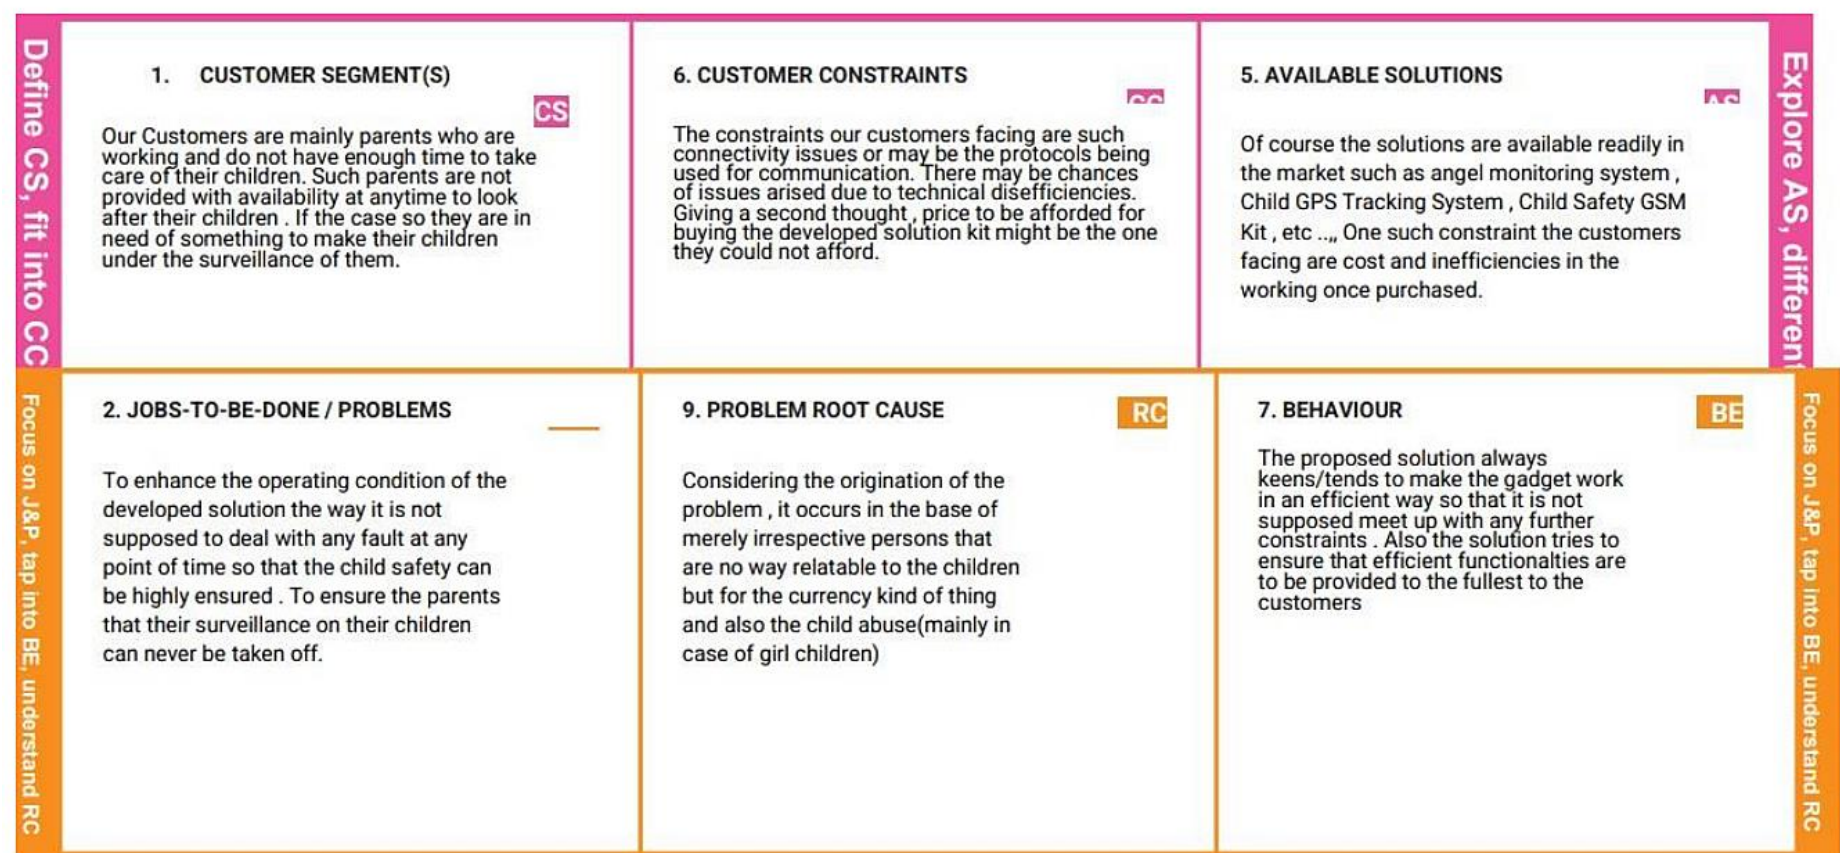 Define CS, fit into CC
1. CUSTOMER SEGMENT(S)
CS
Our Customers are mainly parents who are
working and do not have enough time to take
care of their children. Such parents are not
provided with availability at anytime to look
after their children . If the case so they are in
need of something to make their children
under the surveillance of them.
6. CUSTOMER CONSTRAINTS
CC
The constraints our customers facing are such
connectivity issues or may be the protocols being
used for communication. There may be chances
of issues arised due to technical disefficiencies.
Giving a second thought , price to be afforded for
buying the developed solution kit might be the one
they could not afford.
5. AVAILABLE SOLUTIONS
AS
Of course the solutions are available readily in
the market such as angel monitoring system ,
Child GPS Tracking System , Child Safety GSM
Kit , etc ..,, One such constraint the customers
facing are cost and inefficiencies in the
working once purchased.
Explore AS, different
Focus on J&P, tap into BE, understand RC
2. JOBS-TO-BE-DONE / PROBLEMS
To enhance the operating condition of the
developed solution the way it is not
supposed to deal with any fault at any
point of time so that the child safety can
be highly ensured . To ensure the parents
that their surveillance on their children
can never be taken off.
9. PROBLEM ROOT CAUSE
RC
Considering the origination of the
problem , it occurs in the base of
merely irrespective persons that
are no way relatable to the children
but for the currency kind of thing
and also the child abuse(mainly in
case of girl children)
7. BEHAVIOUR
BE
The proposed solution always
keens/tends to make the gadget work
in an efficient way so that it is not
supposed meet up with any further
constraints . Also the solution tries to
ensure that efficient functionalties are
to be provided to the fullest to the
customers
Focus on J&P, tap into BE, understand RC